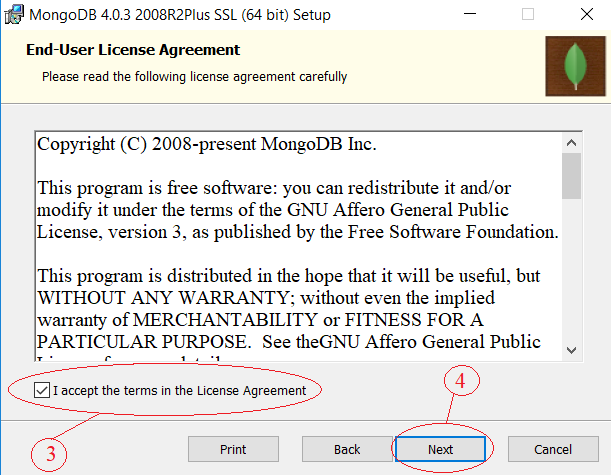 MongoDB 4.0.3 2008R2Plus SSL (64 bit) Setup
End-User License Agreement
Please read the following license agreement carefully
Copyright (C) 2008-present MongoDB Inc.
This program is free software: you can redistribute it and/or
modify it under the terms of the GNU Affero General Public
License, version 3, as published by the Free Software Foundation.
This program is distributed in the hope that it will be useful, but
WITHOUT ANY WARRANTY; without even the implied
warranty of MERCHANTABILITY or FITNESS FOR A
PARTICULAR PURPOSE. See theGNU Affero General Public
I accept the terms in the License Agreement
3
4
Print
Back
Next
Cancel